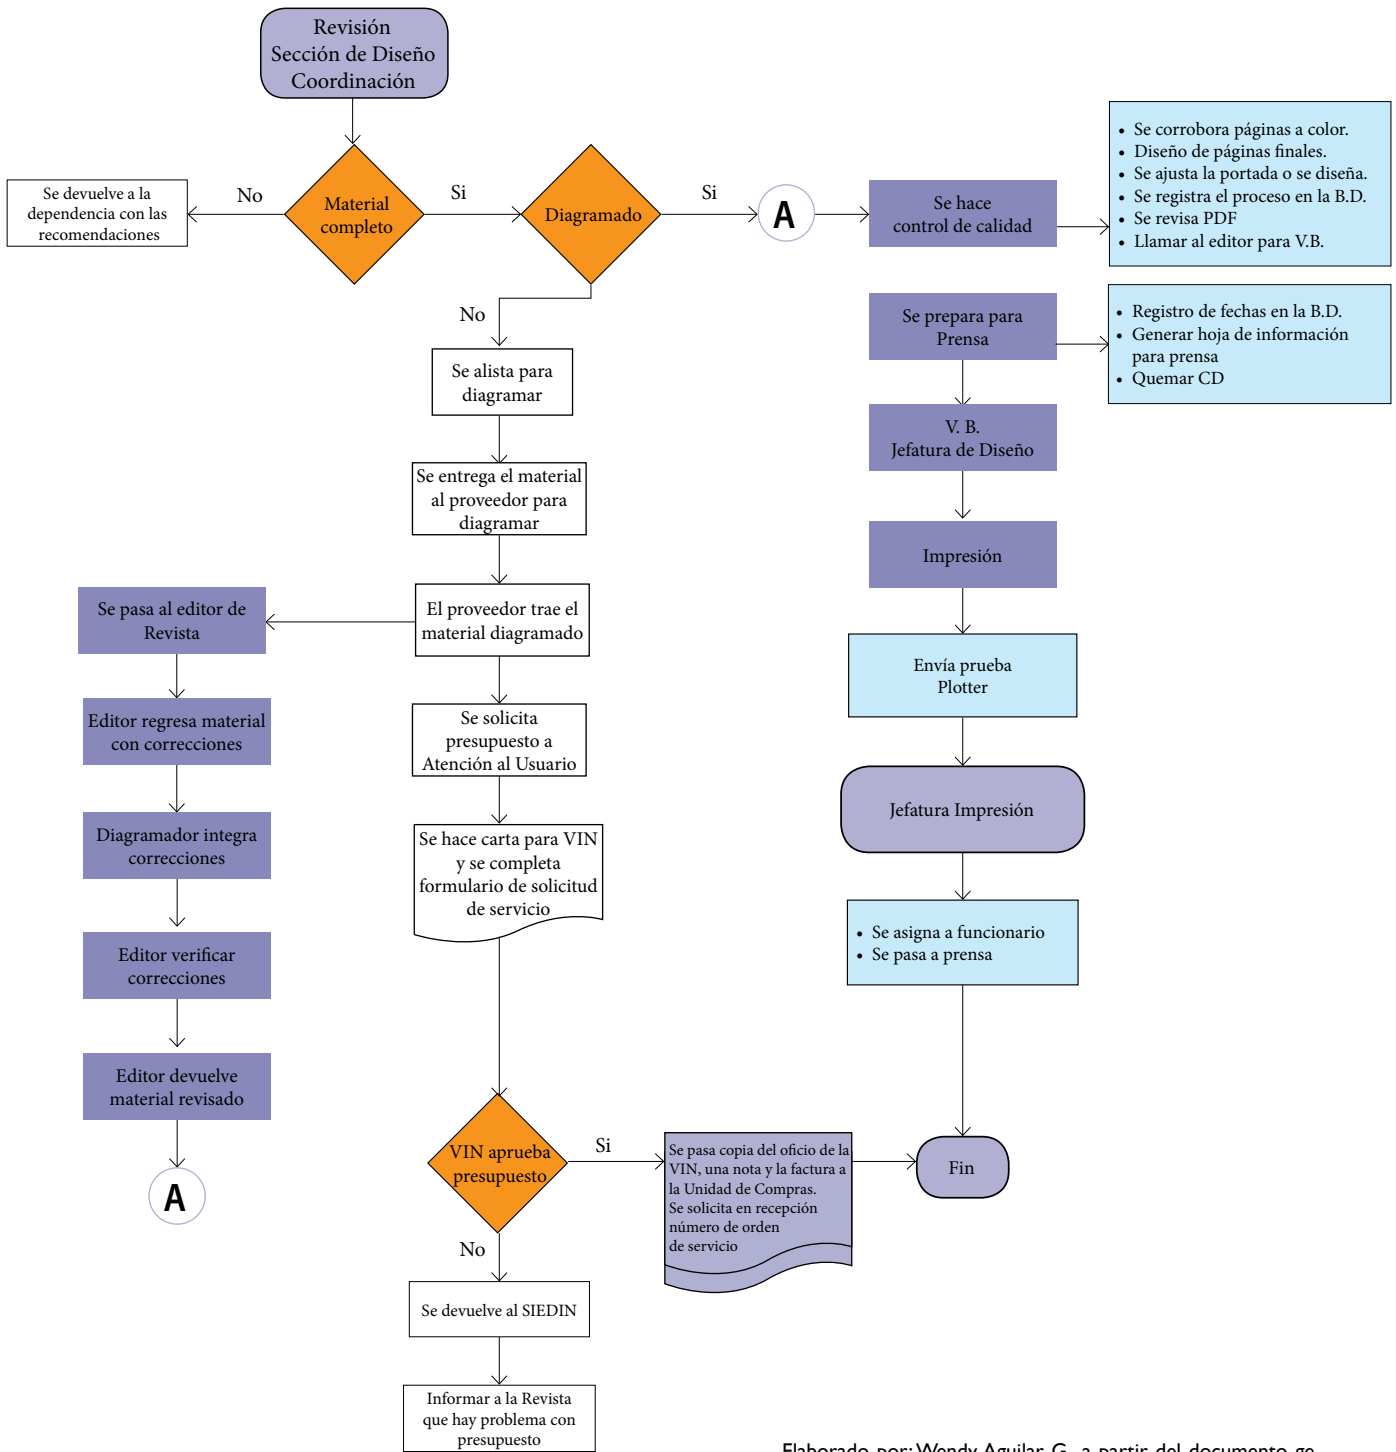 Revisión
Sección de Diseño
Coordinación
Se devuelve a la
dependencia con las
recomendaciones
No
Material
completo
Si
Diagramado
Si
A
Se hace
control de calidad
• Se corrobora páginas a color.
• Diseño de páginas finales.
• Se ajusta la portada o se diseña.
• Se registra el proceso en la B.D.
• Se revisa PDF
• Llamar al editor para V.B.
No
Se prepara para
Prensa
• Registro de fechas en la B.D.
• Generar hoja de información
para prensa
• Quemar CD
Se alista para
diagramar
V. B.
Jefatura de Diseño
Se entrega el material
al proveedor para
diagramar
Impresión
Se pasa al editor de
Revista
El proveedor trae el
material diagramado
Envía prueba
Plotter
Editor regresa material
con correcciones
Se solicita
presupuesto a
Atención al Usuario
Jefatura Impresión
Diagramador integra
correcciones
Se hace carta para VIN
y se completa
formulario de solicitud
de servicio
• Se asigna a funcionario
• Se pasa a prensa
Editor verificar
correcciones
Editor devuelve
material revisado
A
VIN aprueba
presupuesto
Si
Se pasa copia del oficio de la
VIN, una nota y la factura a
la Unidad de Compras.
Se solicita en recepción
número de orden
de servicio
Fin
No
Se devuelve al SIEDIN
Informar a la Revista
que hay problema con
presupuesto
Elaborado por: Wendy Aguilar G., a partir del documento ge